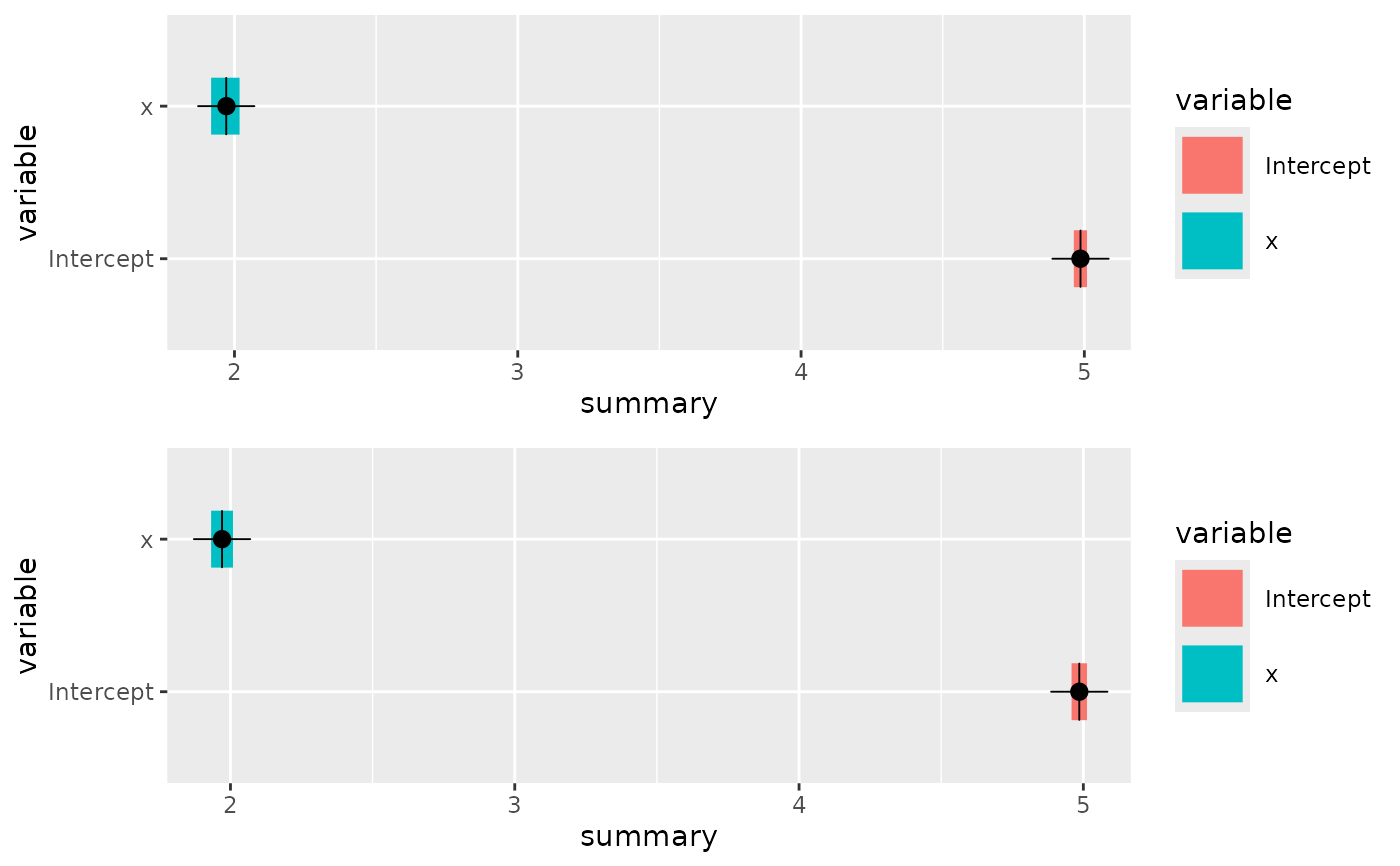 variable
x
Intercept
2 3 4 5
summary
variable
Intercept
x
variable
x
Intercept
2 3 4 5
summary
variable
Intercept
x